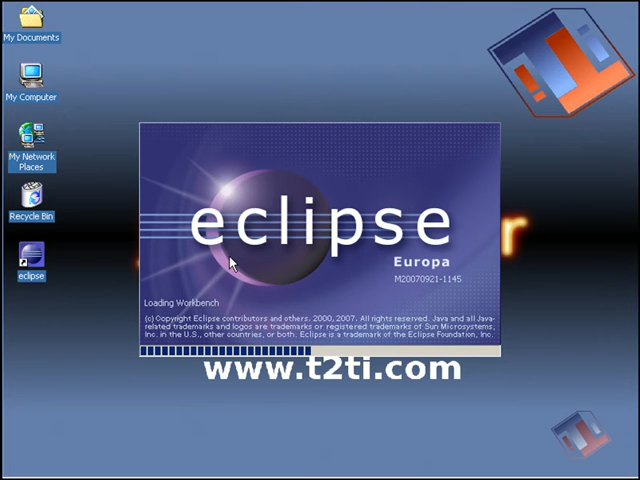 My Documents
My Computer
My Network
Places
Recycle Bin
eclipse
eclipse
Europa
M20070921-1145
Loading Workbench
(c) Copyright Eclipse contributors and others. 2000, 2007. All rights reserved. Java and all Java-
related trademarks and logos are trademarks or registered trademarks of Sun Microsystems,
Inc. in the U.S., other countries, or both. Eclipse is a trademark of the Eclipse Foundation, Inc.
r
www.t2ti.com